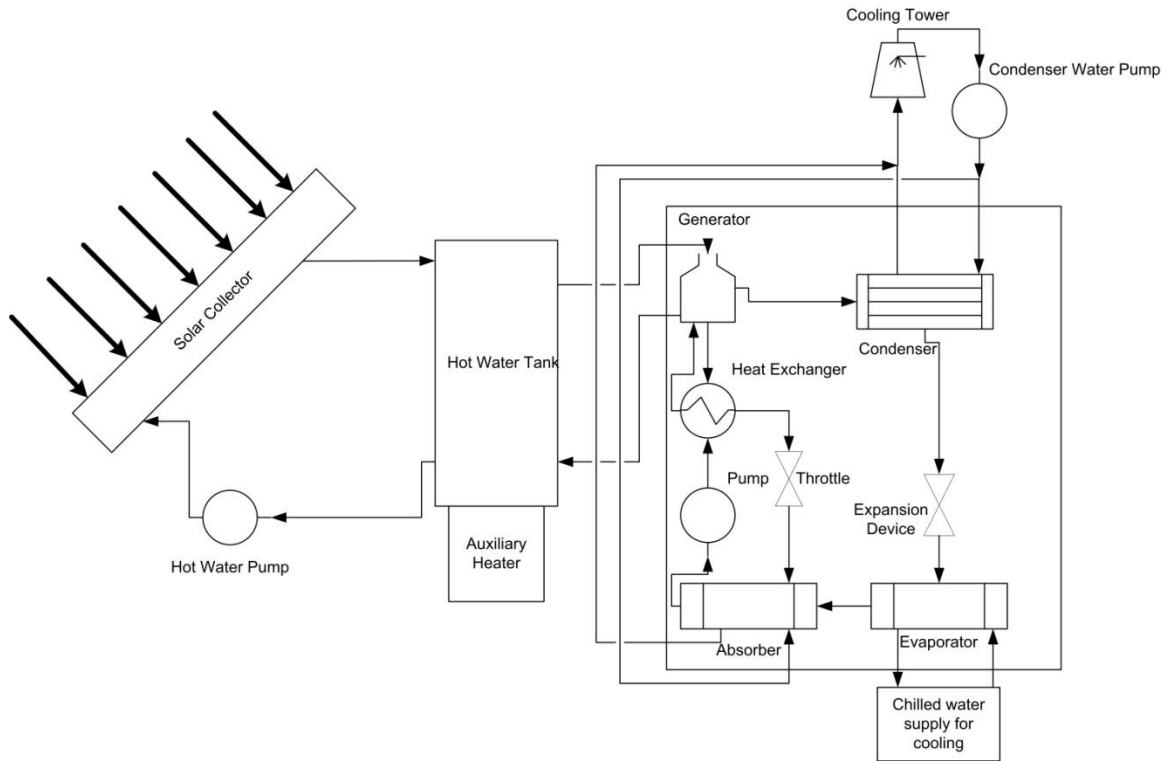 Cooling Tower
Condenser Water Pump
Generator
Solar Collector
Hot Water Tank
Condenser
Heat Exchanger
Pump
Throttle
Expansion
Device
Auxiliary
Heater
Hot Water Pump
Absorber
Evaporator
Chilled water
supply for
cooling